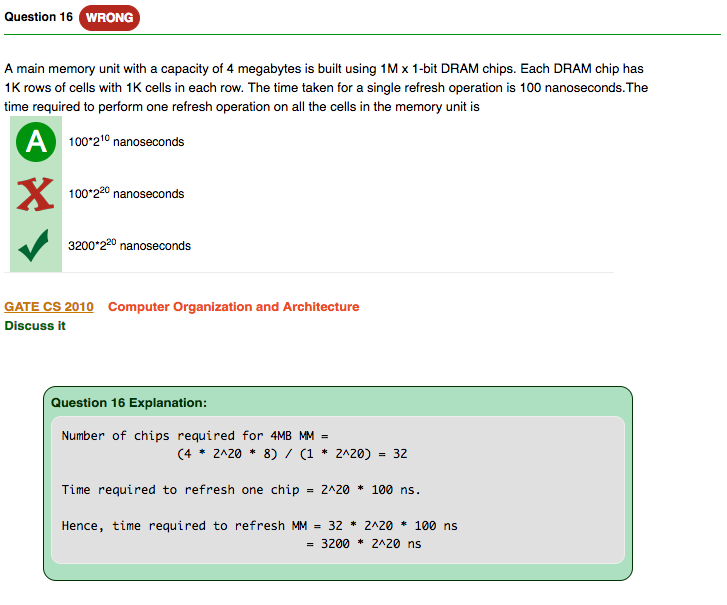 Question 16 WRONG
A main memory unit with a capacity of 4 megabytes is built using 1M x 1-bit DRAM chips. Each DRAM chip has
1K rows of cells with 1K cells in each row. The time taken for a single refresh operation is 100 nanoseconds.The
time required to perform one refresh operation on all the cells in the memory unit is
A 100*2¹⁰ nanoseconds
X 100*2²⁰ nanoseconds
3200*2²⁰ nanoseconds
GATE CS 2010 Computer Organization and Architecture
Discuss it
Question 16 Explanation:
Number of chips required for 4MB MM =
(4 * 2^20 * 8) / (1 * 2^20) = 32
Time required to refresh one chip = 2^20 * 100 ns.
Hence, time required to refresh MM = 32 * 2^20 * 100 ns
= 3200 * 2^20 ns